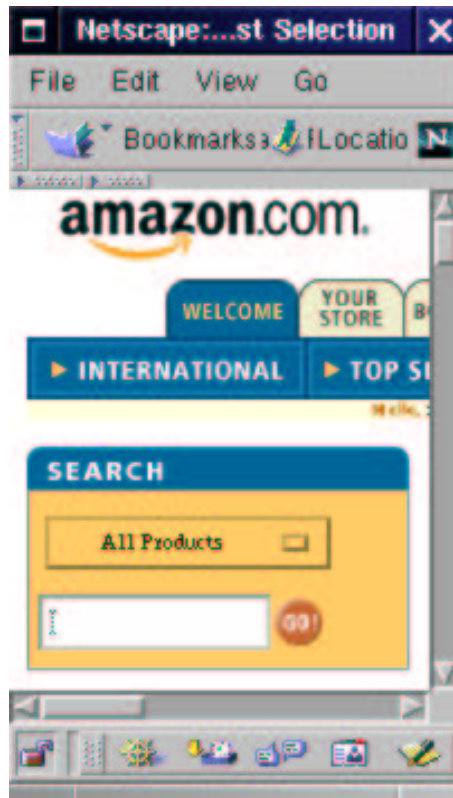 Netscape:...st Selection
File Edit View Go
Bookmarks Locatio N
amazon.com.
WELCOME YOUR STORE
INTERNATIONAL TOP
Hello,
SEARCH
All Products
GO!